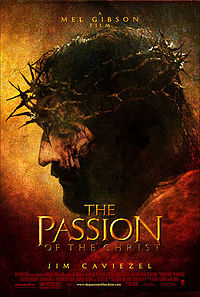 A
MEL GIBSON
FILM
THE
PASSION
OF THE CHRIST
JIM CAVIEZEL